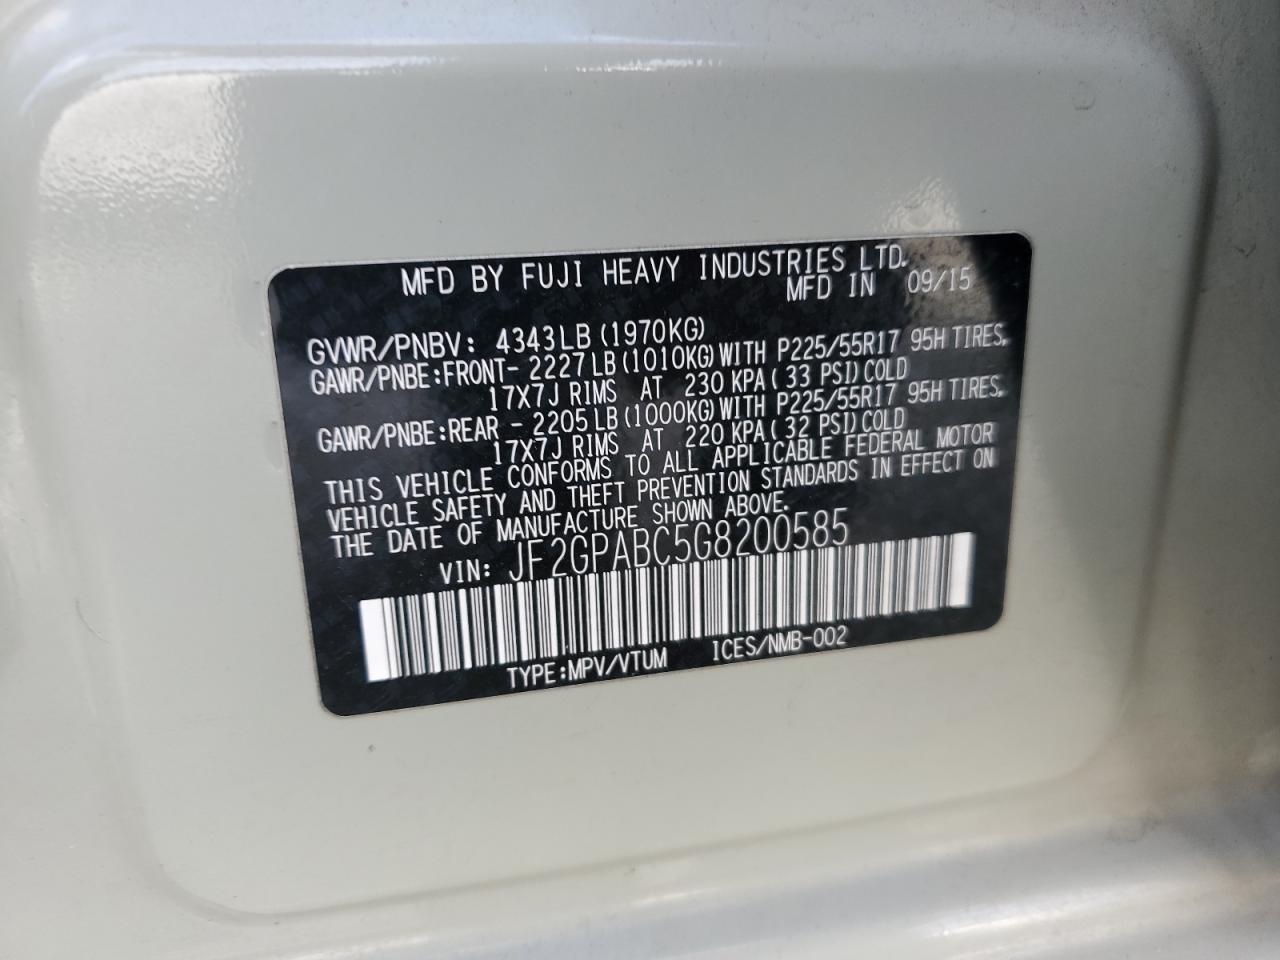 MFD BY FUJI HEAVY INDUSTRIES LTD.
MFD IN 09/15
GVWR/PNBV: 4343LB (1970KG)
GAWR/PNBE:FRONT- 2227LB (1010KG) WITH P225/55R17 95H TIRES,
17X7J RIMS AT 230 KPA( 33 PSI) COLD
GAWR/PNBE:REAR - 2205LB (1000KG) WITH P225/55R17 95H TIRES,
17X7J RIMS AT 220 KPA( 32 PSI) COLD
THIS VEHICLE CONFORMS TO ALL APPLICABLE FEDERAL MOTOR
VEHICLE SAFETY AND THEFT PREVENTION STANDARDS IN EFFECT ON
THE DATE OF MANUFACTURE SHOWN ABOVE.
VIN: JF2GPABC5G8200585
TYPE:MPV/VTUM ICES/NMB-002